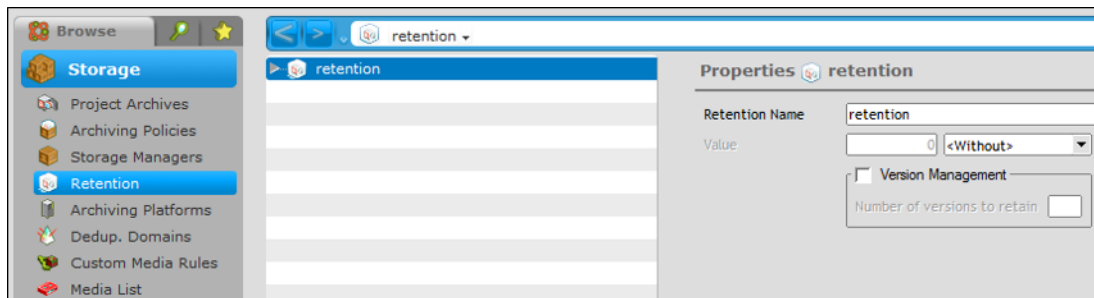 Browse
< > retention
Storage
retention
Properties retention
Project Archives
Archiving Policies
Storage Managers
Retention
Archiving Platforms
Dedup. Domains
Custom Media Rules
Media List
Retention Name retention
Value 0 <Without>
Version Management
Number of versions to retain